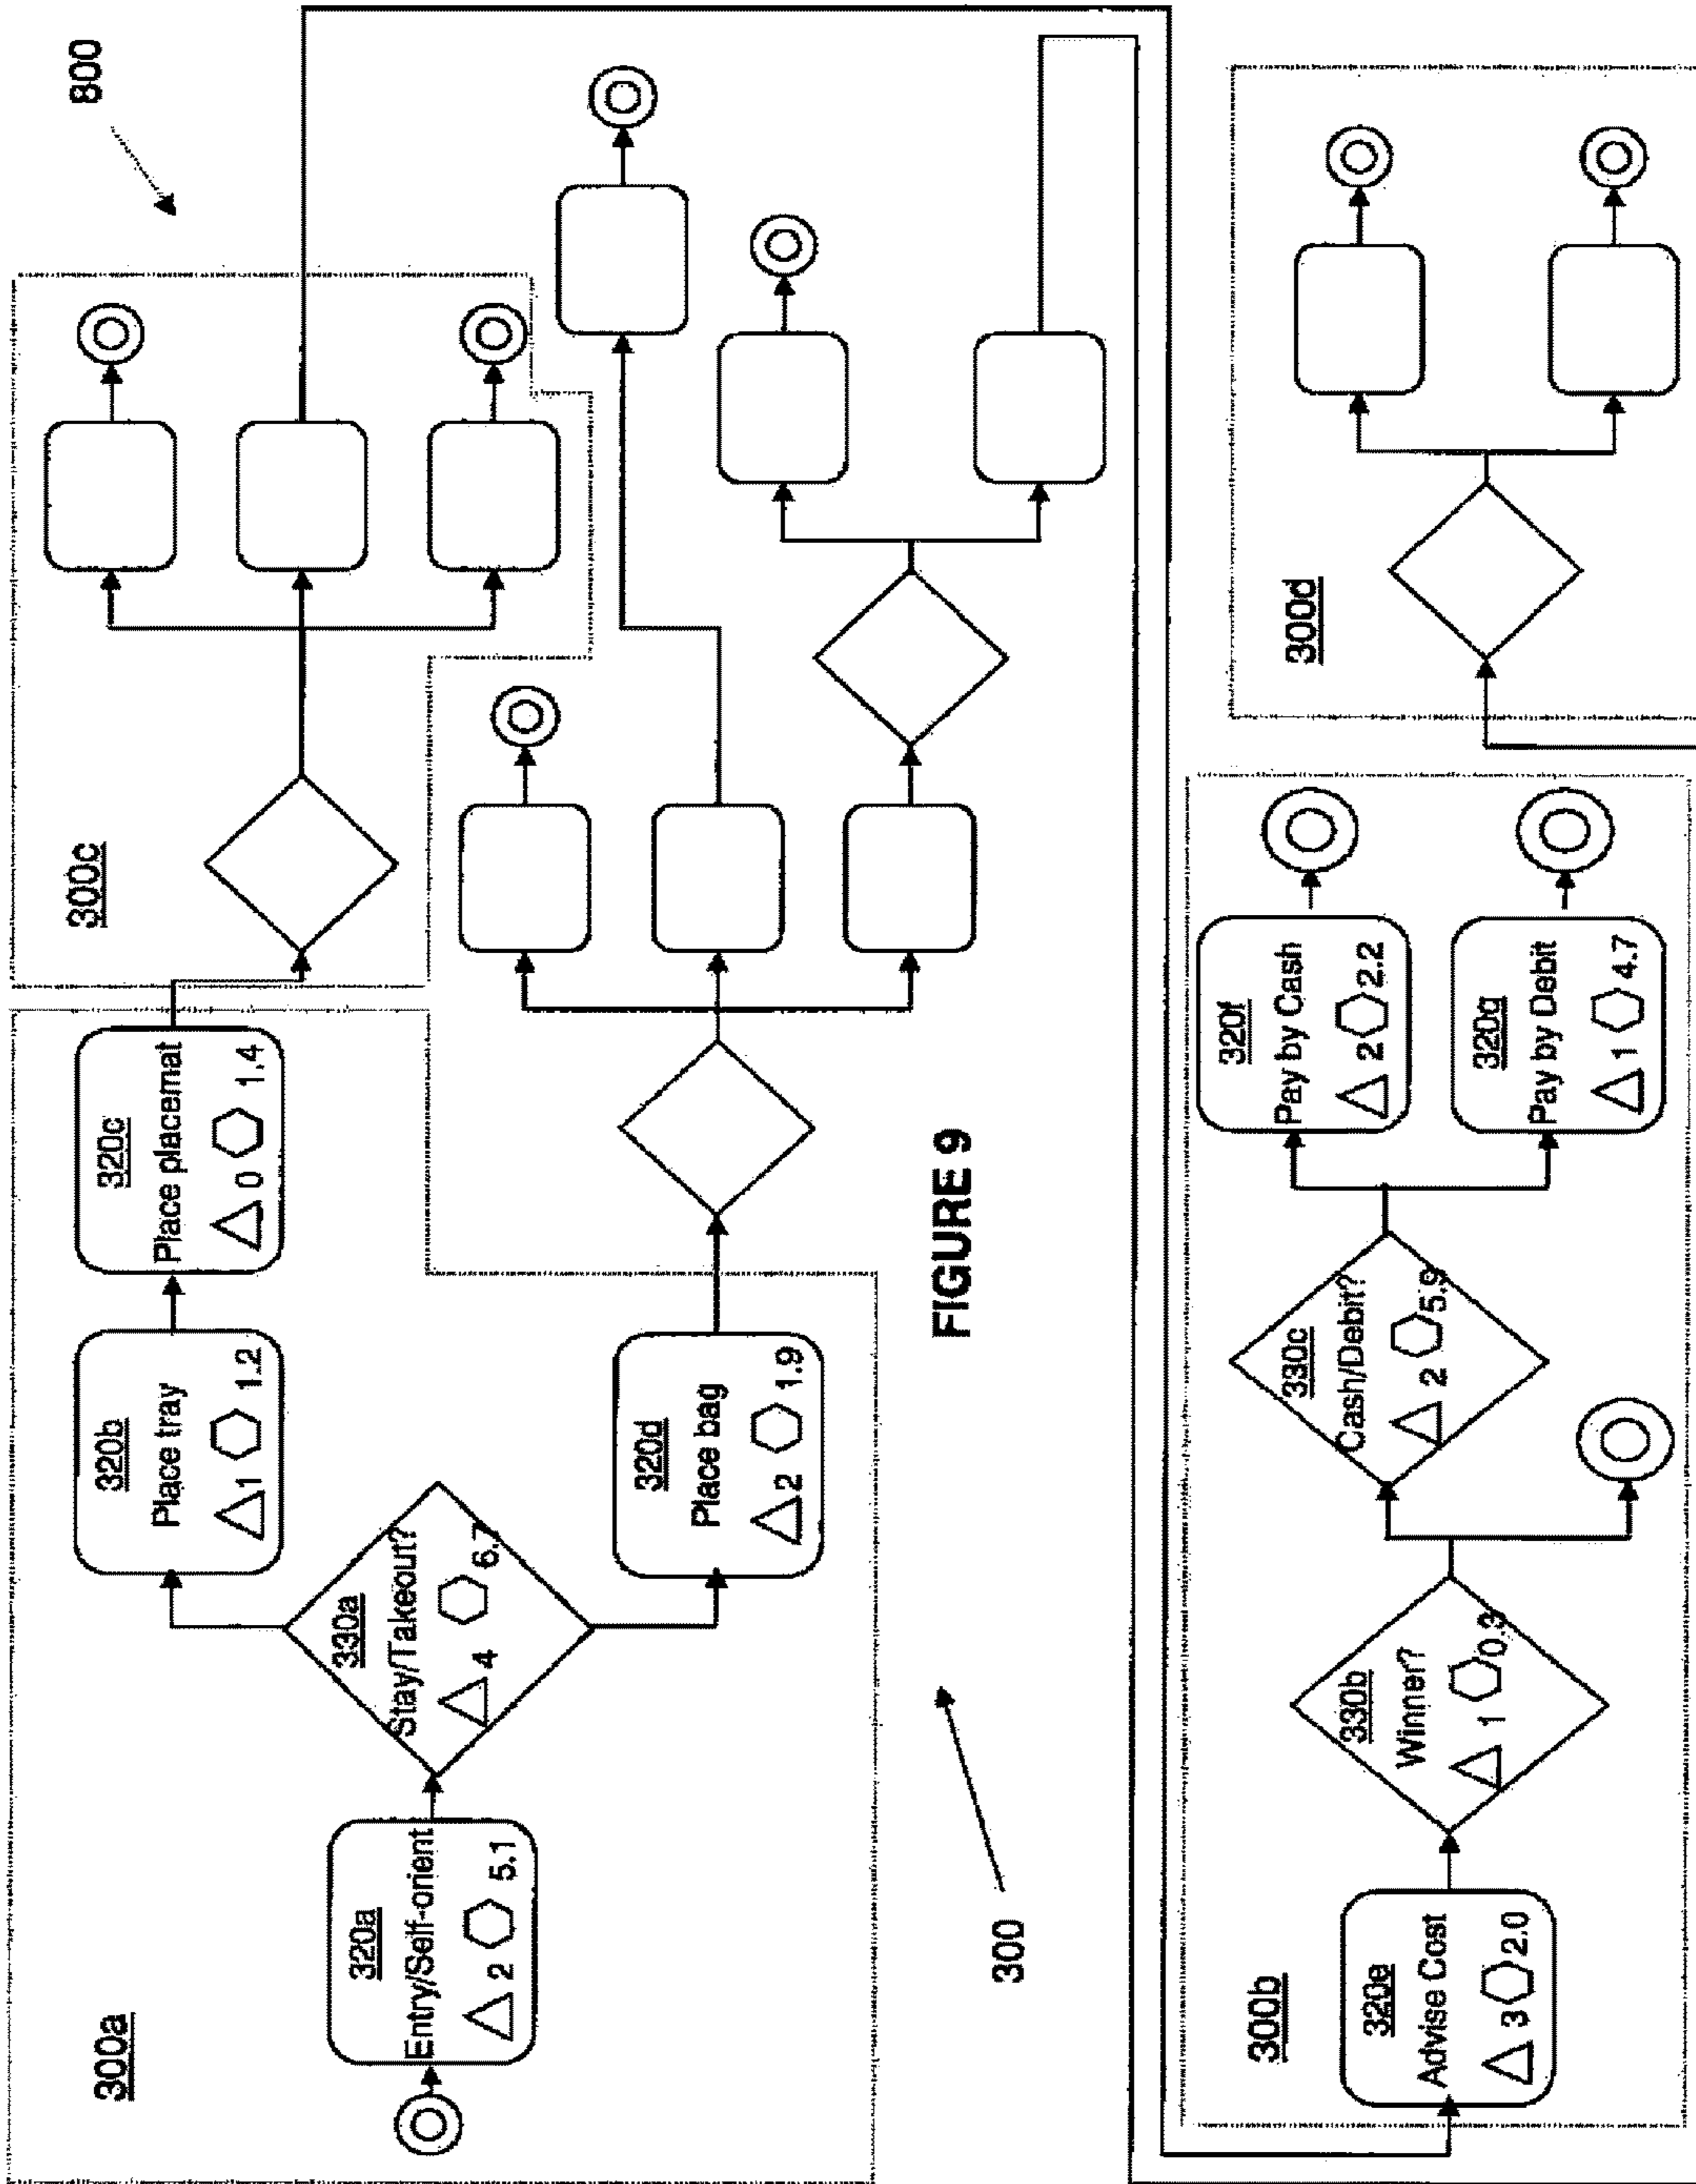 800
300a
320a
Entry/Self-orient
2 5.1
330a
Stay/Takeout?
4 6.7
320b
Place tray
1 1.2
320c
Place placemat
0 1.4
320d
Place bag
2 1.9
300c
300
FIGURE 9
300b
320e
Advise Cost
3 2.0
330b
Winner?
1 0.3
330c
Cash/Debit?
2 5.9
320f
Pay by Cash
2 2.2
320g
Pay by Debit
1 4.7
300d